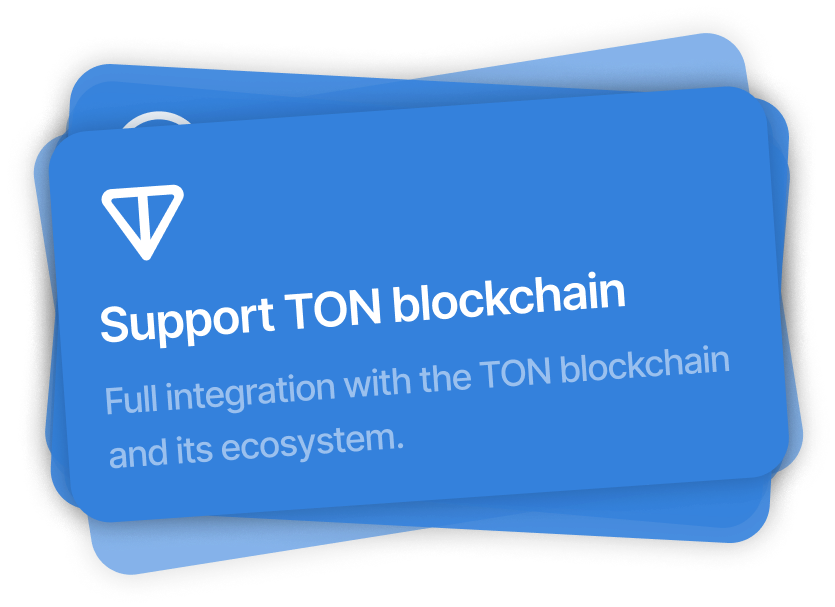 Support TON blockchain
Full integration with the TON blockchain
and its ecosystem.